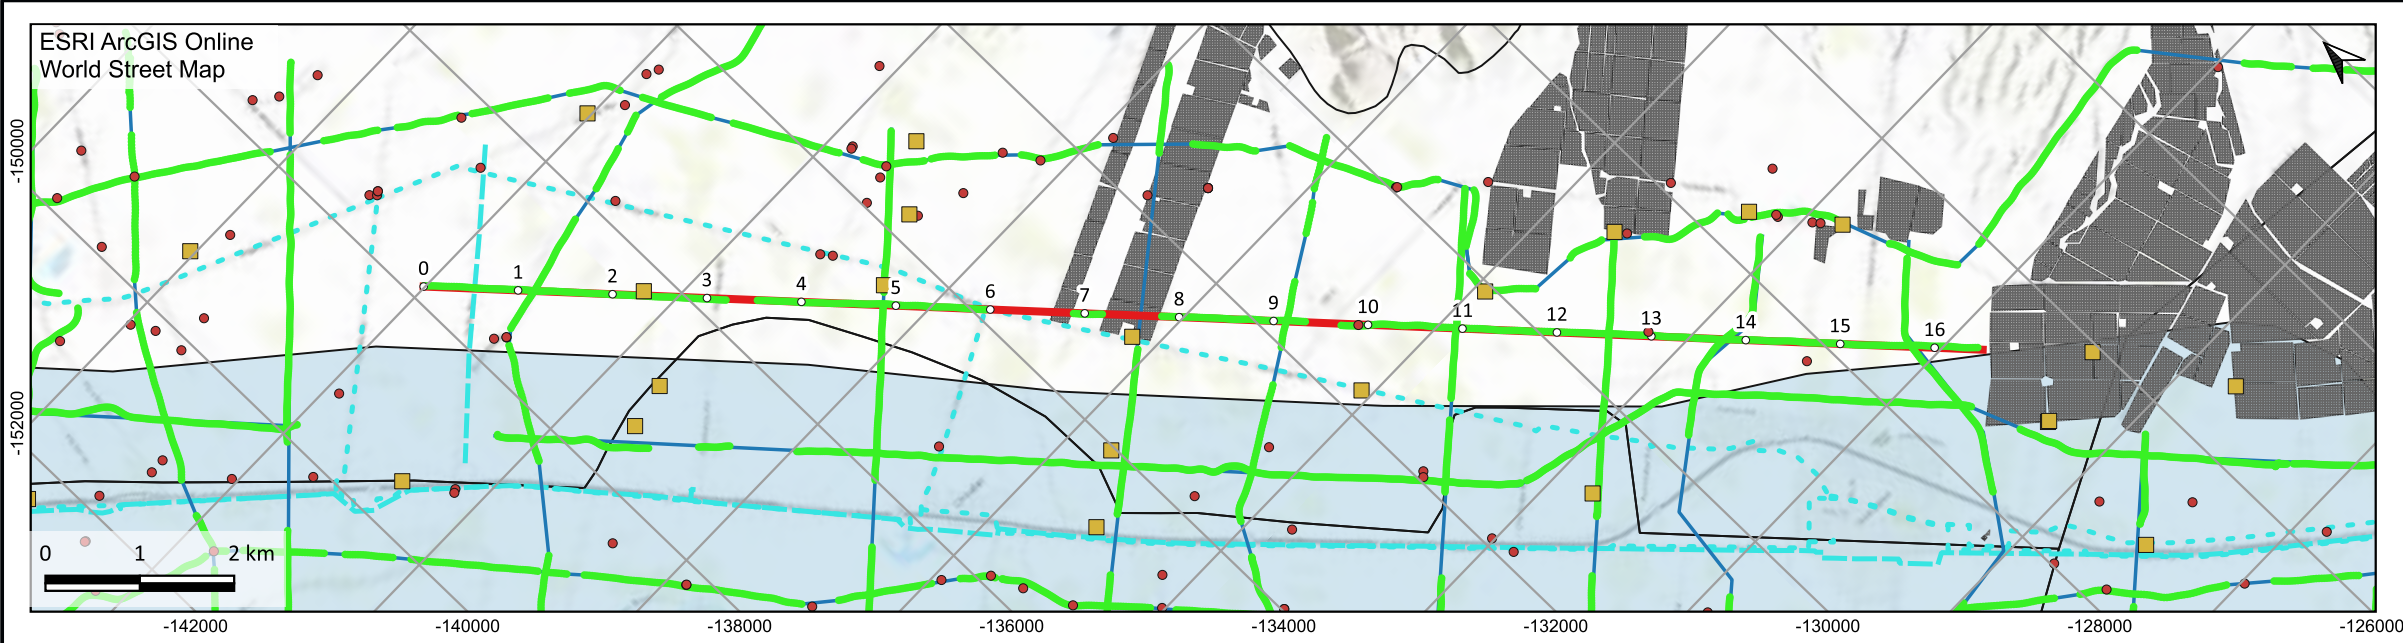 ESRI ArcGIS Online
World Street Map
-150000
-152000
0 1 2 3 4 5 6 7 8 9 10 11 12 13 14 15 16
0 1 2 km
-142000 -140000 -138000 -136000 -134000 -132000 -130000 -128000 -126000